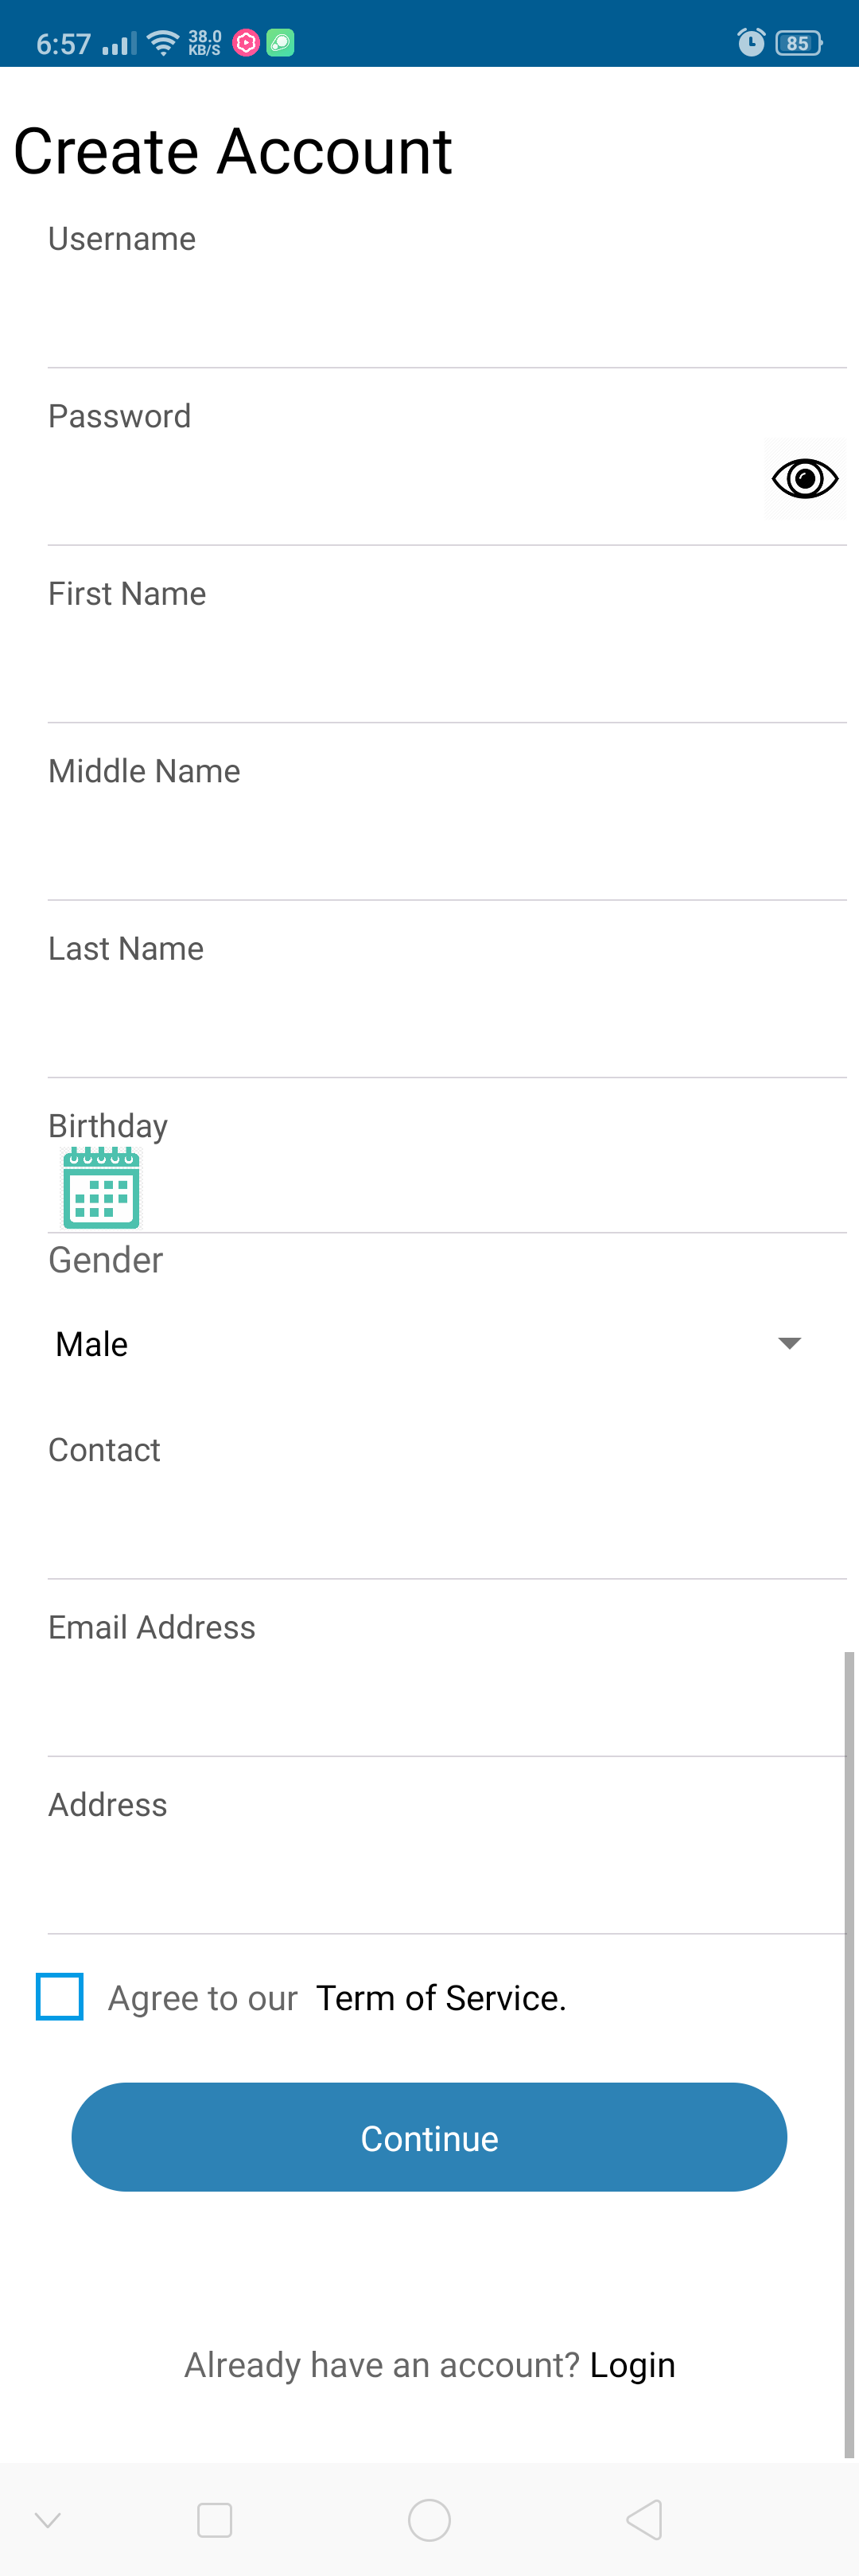 6:57 38.0 KB/S 85
Create Account
Username
Password
First Name
Middle Name
Last Name
Birthday
Gender
Male
Contact
Email Address
Address
Agree to our Term of Service.
Continue
Already have an account? Login